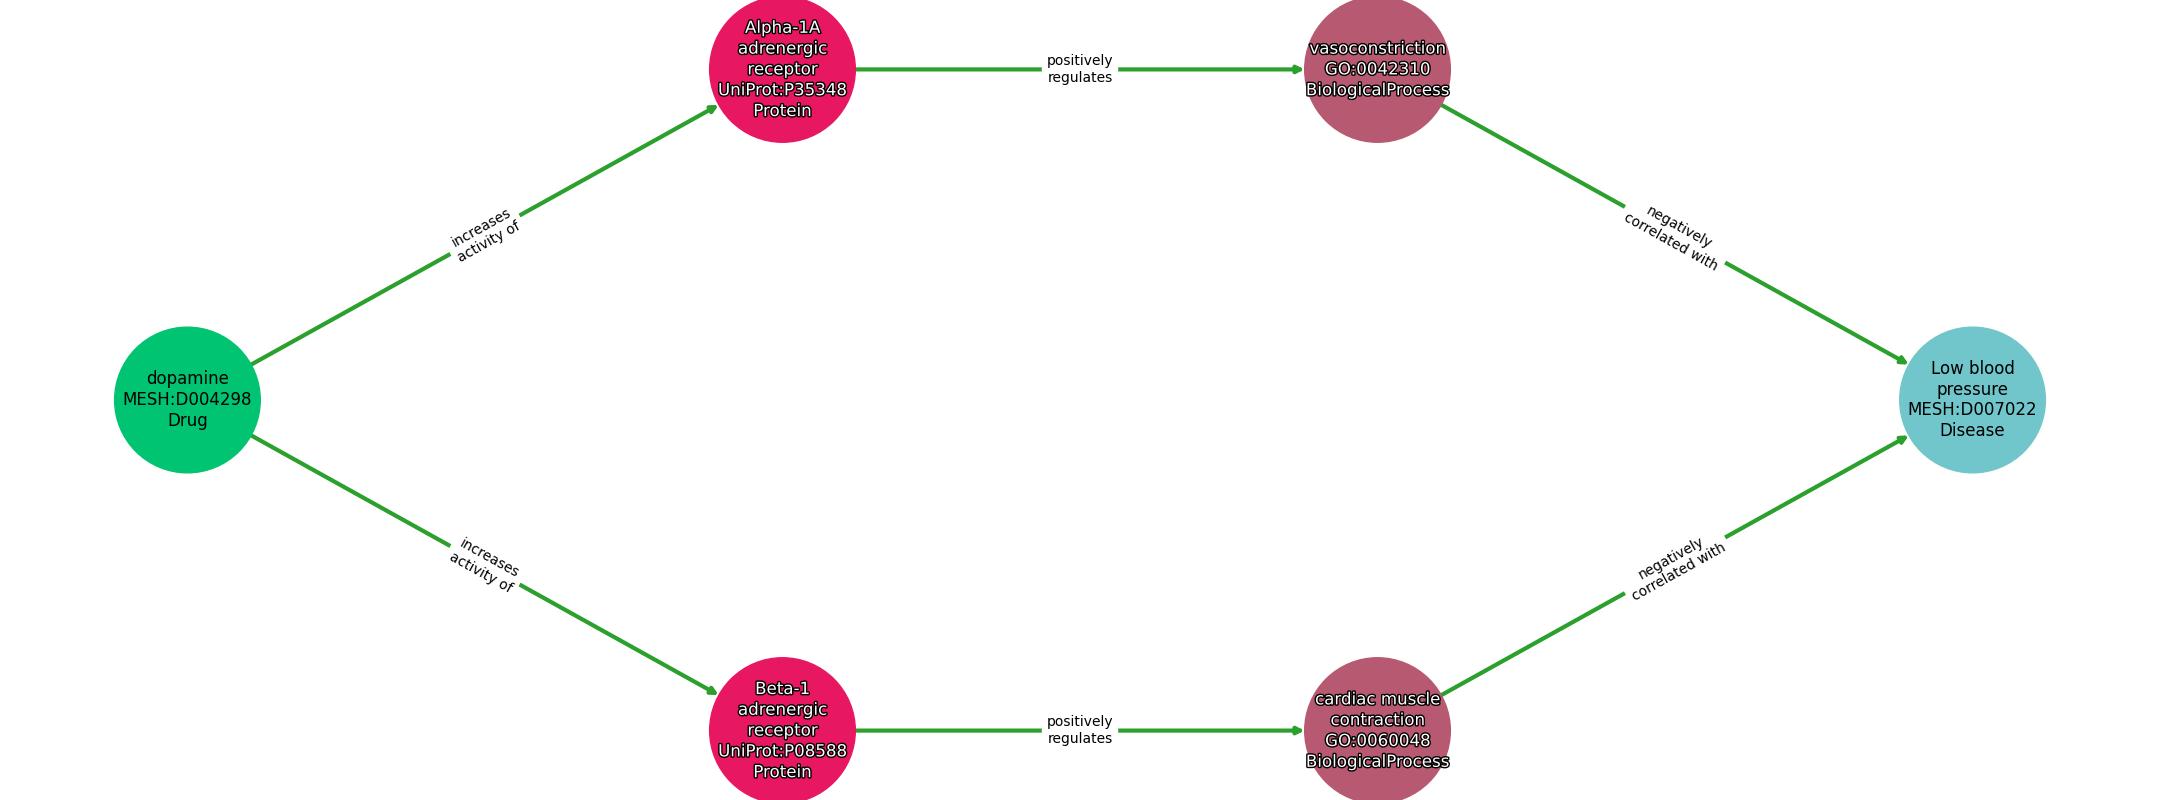 Alpha-1A
adrenergic
receptor
UniProt:P35348
Protein
positively
regulates
vasoconstriction
GO:0042310
BiologicalProcess
increases
activity of
negatively
correlated with
dopamine
MESH:D004298
Drug
Low blood
pressure
MESH:D007022
Disease
increases
activity of
negatively
correlated with
Beta-1
adrenergic
receptor
UniProt:P08588
Protein
positively
regulates
cardiac muscle
contraction
GO:0060048
BiologicalProcess